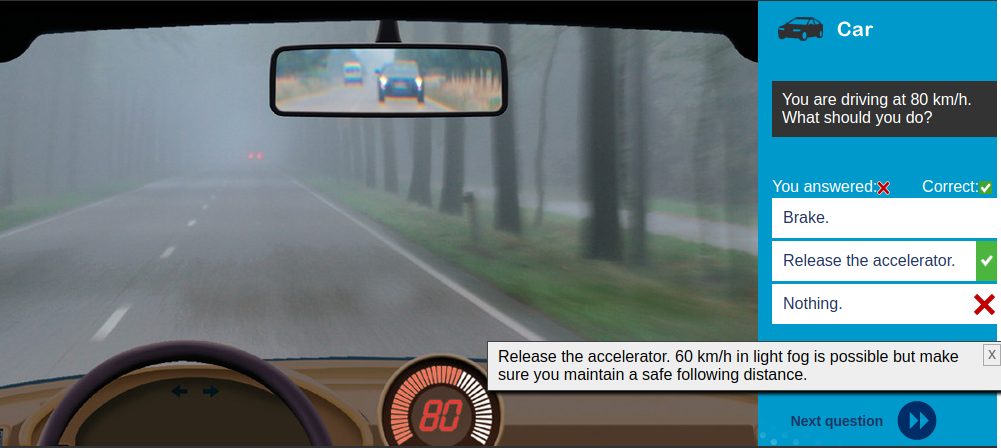 Car
You are driving at 80 km/h.
What should you do?
You answered: Correct:
Brake.
Release the accelerator.
Nothing.
Release the accelerator. 60 km/h in light fog is possible but make
sure you maintain a safe following distance.
X
80
Next question